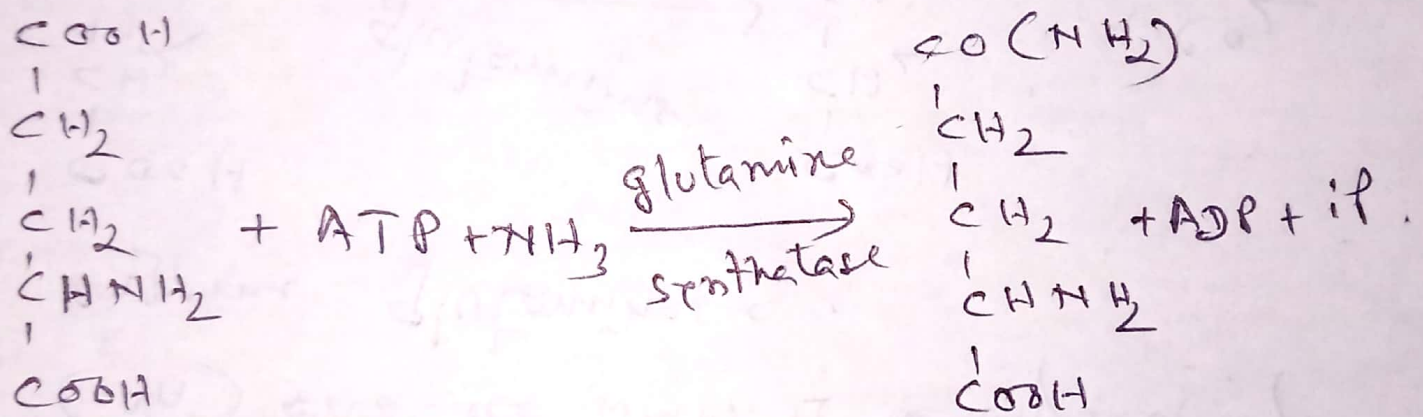 COOH
CH₂
CH₂ + ATP + NH₃
CHNH₂
COOH
glutamine
synthetase
CO(NH₂)
CH₂
CH₂ + ADP + iP.
CHNH₂
COOH